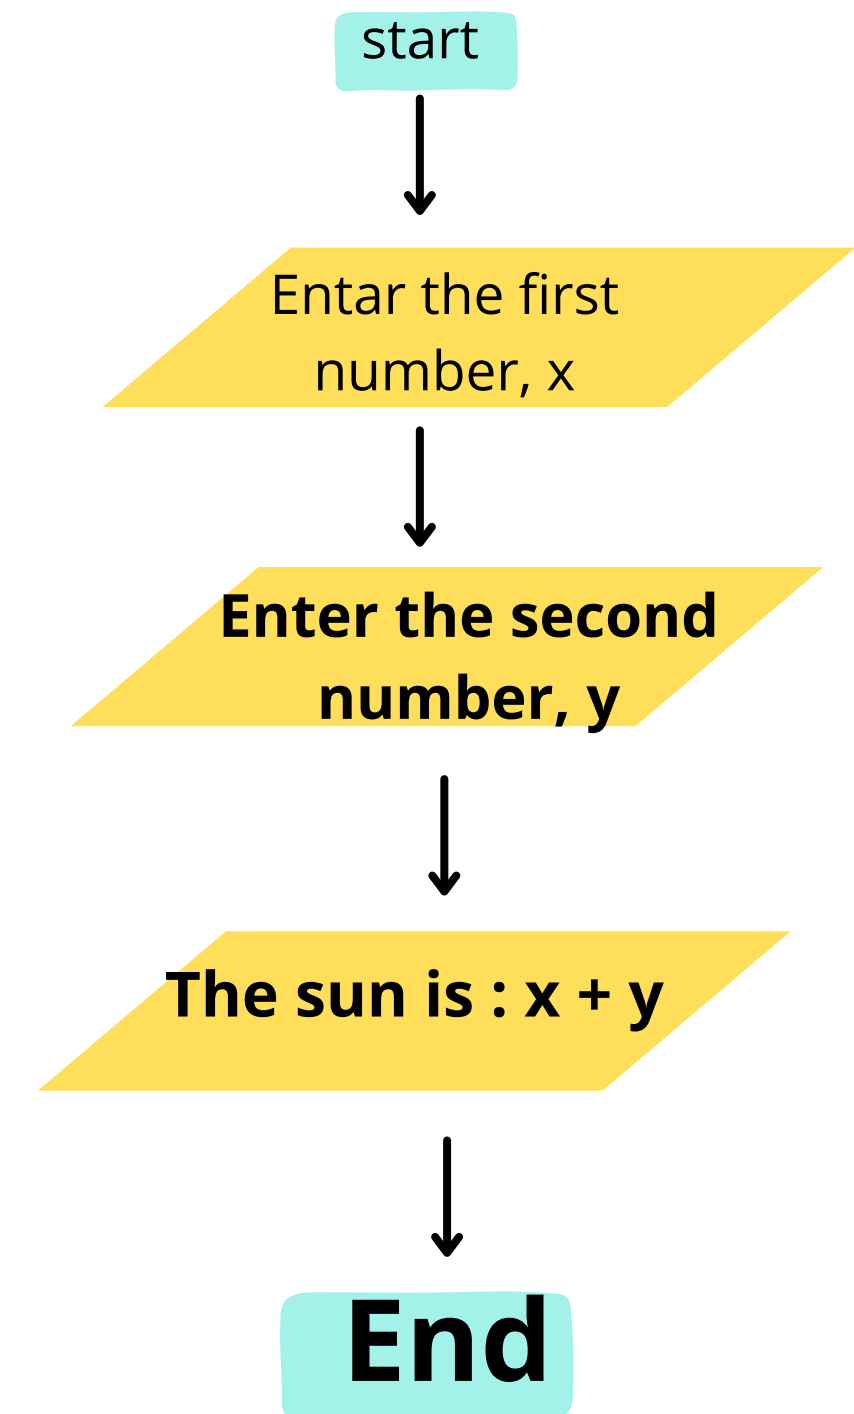 start
Entar the first
number, x
Enter the second
number, y
The sun is : x + y
End